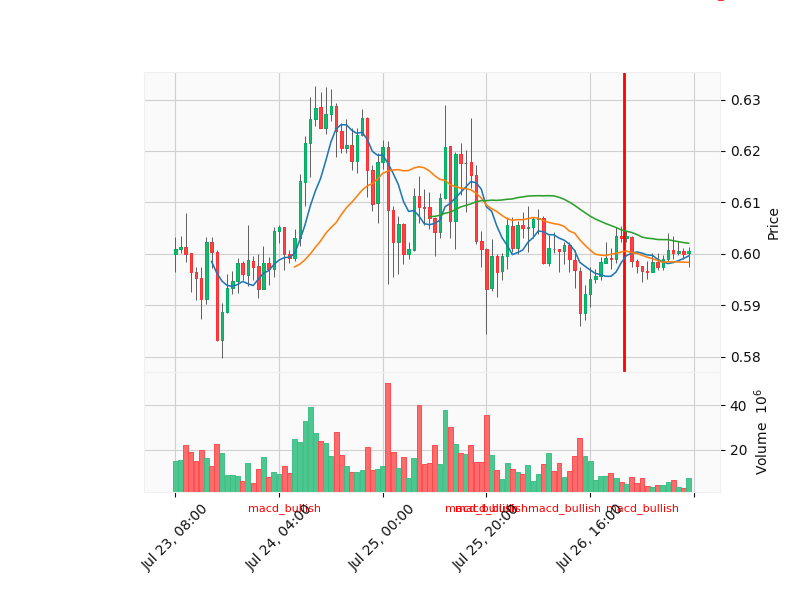 0.63
0.62
0.61
0.60
0.59
0.58
Price
40
20
Volume 10^6
macd_bullish
macd_bullish
macd_bullish
macd_bullish
Jul 23, 08:00
Jul 24, 04:00
Jul 25, 00:00
Jul 25, 20:00
Jul 26, 16:00